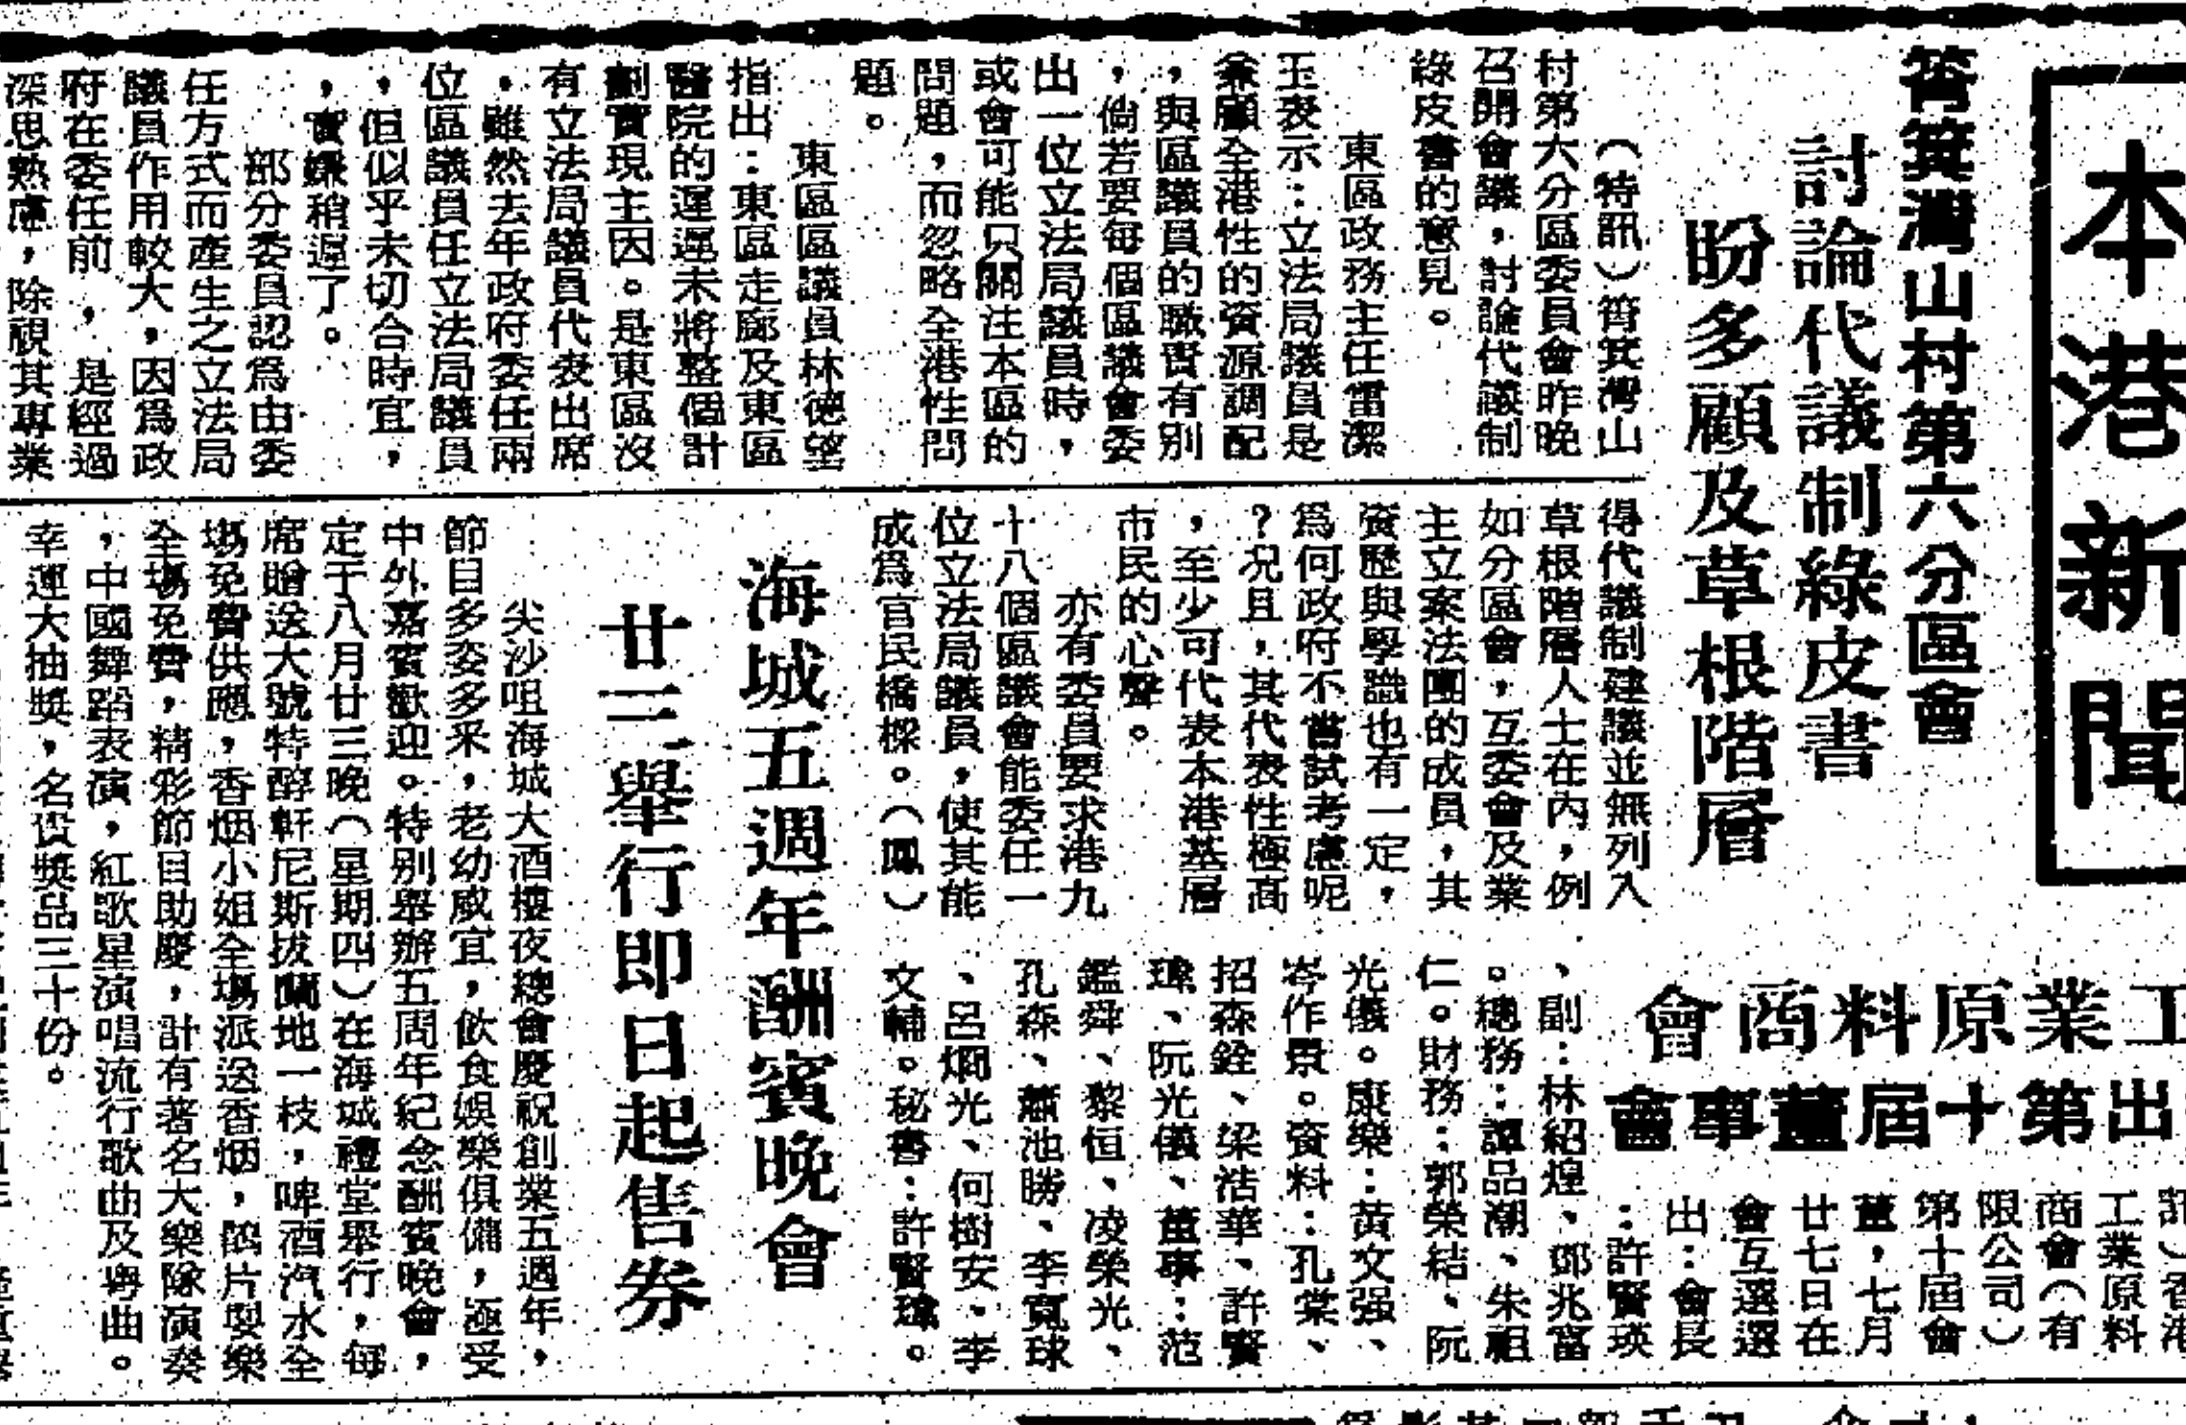 本港新聞
筲箕灣山村第六分區會
討論代議制綠皮書
盼多顧及草根階層
（特訊）筲箕灣山
村第六分區委員會昨晚
召開會議，討論代議制
綠皮書的意見。
東區政務主任雷潔
玉表示：立法局議員是
兼顧全港性的資源調配
，與區議員的職責有別
，倘若要每個區議會委
出一位立法局議員時，
或會可能只關注本區的
問題，而忽略全港性問
題。
東區區議員林德望
指出：東區走廊及東區
醫院的遲遲未將整個計
劃實現主因。是東區沒
有立法局議員代表出席
，雖然去年政府委任兩
位區議員任立法局議員
，但似乎未切合時宜，
，實嫌稍遲了。
部分委員認為由委
任方式而產生之立法局
議員作用較大，因為政
府在委任前，是經過
深思熟慮，除視其專業
得代議制建議並無列入
草根階層人士在內，例
如分區會，互委會及業
主立案法團的成員，其
資歷與學識也有一定，
為何政府不嘗試考慮呢
？况且，其代表性極高
，至少可代表本港基層
市民的心聲。
亦有委員要求港九
十八個區議會能委任一
位立法局議員，使其能
成為官民橋樑。（鳳）
海城五週年酬賓晚會
廿三舉行即日起售券
尖沙咀海城大酒樓夜總會慶祝創業五週年，
節目多姿多采，老幼咸宜，飲食娛樂俱備，極受
中外嘉賓歡迎。特別舉辦五周年紀念酬賓晚會，
定于八月廿三晚（星期四）在海城禮堂舉行，每
席贈送大號特醇軒尼斯拔蘭地一枝，啤酒汽水全
塲免費供應，香烟小姐全塲派送香烟，鴎片耍樂
全塲免費，精彩節目助慶，計有著名大樂隊演奏
，中國舞蹈表演，紅歌星演唱流行歌曲及粵曲。
幸運大抽獎，名貴獎品三十份。
工業原料商會
出第十屆董事會
訊）香港
工業原料
商會（有
限公司）
第十屆會
董，七月
廿七日在
會互選選
出：會長
：許賢瑛
、副：林紹煌、鄧兆富
。總務：譚品潮、朱祖
仁。財務：郭榮結、阮
光儀。康樂：黃文强、
岑作景。資料：孔棠、
招森銓、梁浩華、許賢
瑋、阮光儀、董事：范
鑑舜、黎恒、凌榮光、
孔森、蕭池勝、李寬球
、呂烱光、何樹安、李
文輔。秘書：許賢瑋。